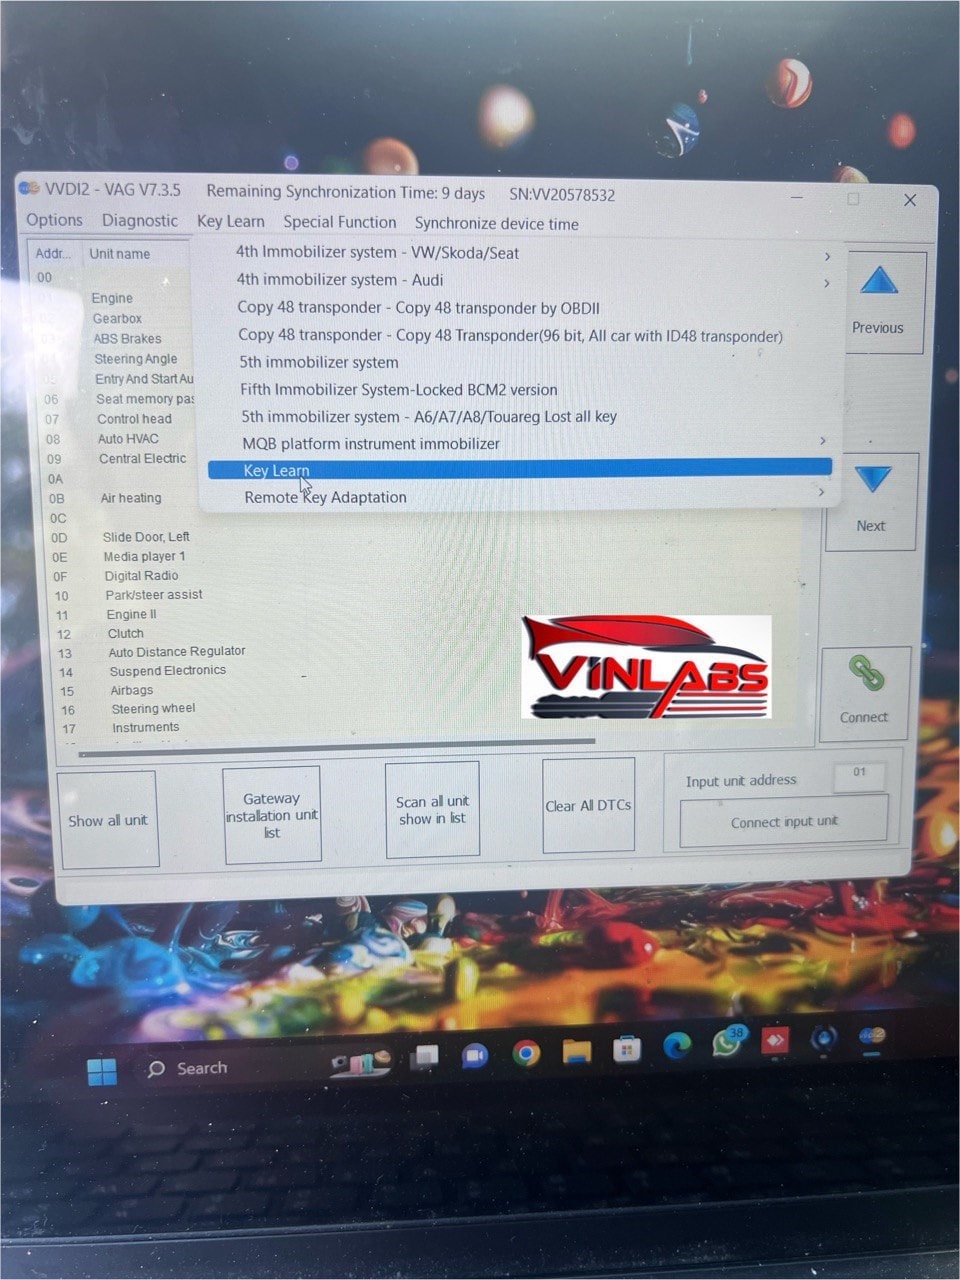 VVDI2 - VAG V7.3.5 Remaining Synchronization Time: 9 days SN:VV20578532
Options Diagnostic Key Learn Special Function Synchronize device time
Addr... Unit name
4th Immobilizer system - VW/Skoda/Seat
4th immobilizer system - Audi
Copy 48 transponder - Copy 48 transponder by OBDII
Copy 48 transponder - Copy 48 Transponder(96 bit, All car with ID48 transponder)
5th immobilizer system
Fifth Immobilizer System-Locked BCM2 version
5th immobilizer system - A6/A7/A8/Touareg Lost all key
MQB platform instrument immobilizer
Key Learn
Remote Key Adaptation
00
Engine
Gearbox
ABS Brakes
Steering Angle
Entry And Start Au
06 Seat memory pas
07 Control head
08 Auto HVAC
09 Central Electric
0A
0B Air heating
0C
0D Slide Door, Left
0E Media player 1
0F Digital Radio
10 Park/steer assist
11 Engine II
12 Clutch
13 Auto Distance Regulator
14 Suspend Electronics
15 Airbags
16 Steering wheel
17 Instruments
Previous
Next
Connect
VINLABS
Show all unit
Gateway
installation unit
list
Scan all unit
show in list
Clear All DTCs
Input unit address 01
Connect input unit
Search
38